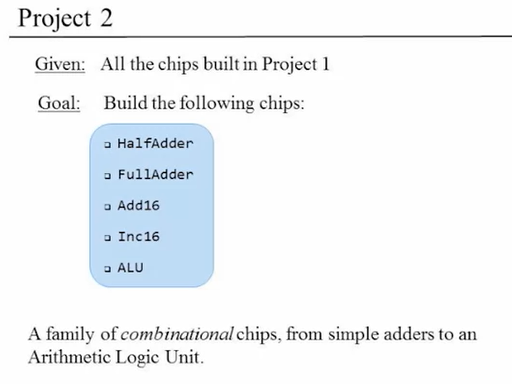 Project 2
Given: All the chips built in Project 1
Goal: Build the following chips:
❑ HalfAdder
❑ FullAdder
❑ Add16
❑ Inc16
❑ ALU
A family of combinational chips, from simple adders to an
Arithmetic Logic Unit.